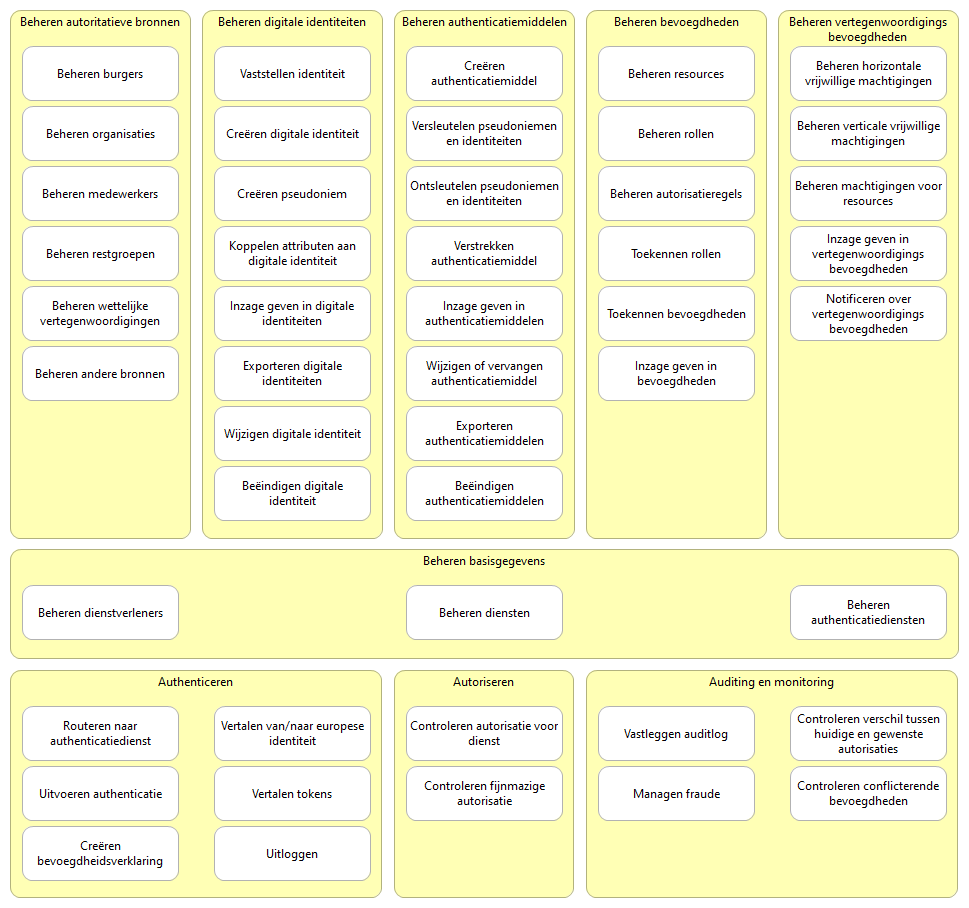 Beheren autoritatieve bronnen
Beheren burgers
Beheren organisaties
Beheren medewerkers
Beheren restgroepen
Beheren wettelijke
vertegenwoordigingen
Beheren andere bronnen
Beheren digitale identiteiten
Vaststellen identiteit
Creëren digitale identiteit
Creëren pseudoniem
Koppelen attributen aan
digitale identiteit
Inzage geven in digitale
identiteiten
Exporteren digitale
identiteiten
Wijzigen digitale identiteit
Beëindigen digitale
identiteit
Beheren authenticatiemiddelen
Creëren
authenticatiemiddel
Versleutelen pseudoniemen
en identiteiten
Ontsleutelen pseudoniemen
en identiteiten
Verstrekken
authenticatiemiddel
Inzage geven in
authenticatiemiddelen
Wijzigen of vervangen
authenticatiemiddel
Exporteren
authenticatiemiddelen
Beëindigen
authenticatiemiddelen
Beheren bevoegdheden
Beheren resources
Beheren rollen
Beheren autorisatieregels
Toekennen rollen
Toekennen bevoegdheden
Inzage geven in
bevoegdheden
Beheren vertegenwoordigings
bevoegdheden
Beheren horizontale
vrijwillige machtigingen
Beheren verticale vrijwillige
machtigingen
Beheren machtigingen voor
resources
Inzage geven in
vertegenwoordigings
bevoegdheden
Notificeren over
vertegenwoordigings
bevoegdheden
Beheren basisgegevens
Beheren dienstverleners
Beheren diensten
Beheren
authenticatiediensten
Authenticeren
Routeren naar
authenticatiedienst
Vertalen van/naar europese
identiteit
Uitvoeren authenticatie
Vertalen tokens
Creëren
bevoegdheidsverklaring
Uitloggen
Autoriseren
Controleren autorisatie voor
dienst
Controleren fijnmazige
autorisatie
Auditing en monitoring
Vastleggen auditlog
Controleren verschil tussen
huidige en gewenste
autorisaties
Managen fraude
Controleren conflicterende
bevoegdheden